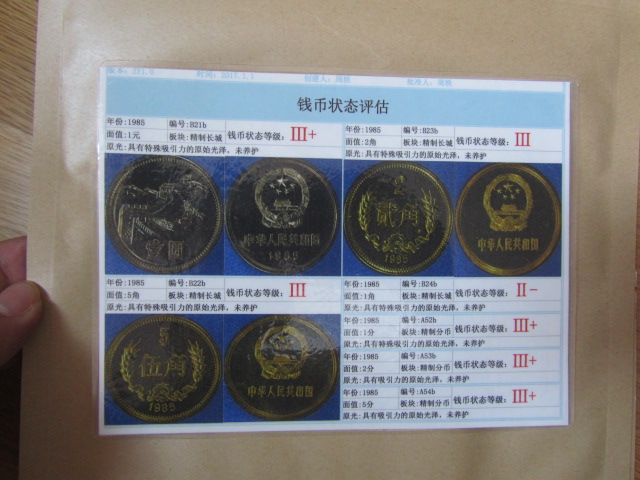 版本: 211.0 时间: 2015.1.1
钱币状态评估
年份:1985 编号:B21b
面值:1元 板块:精制长城 钱币状态等级: III+
原光:具有特殊吸引力的原始光泽, 未养护
年份:1985 编号:B23b
面值:2角 板块:精制长城 钱币状态等级: III
原光:具有特殊吸引力的原始光泽, 未养护
壹圆
中华人民共和国
1985
2
贰角
1985
中华人民共和国
年份:1985 编号:B22b
面值:5角 板块:精制长城 钱币状态等级: III
原光:具有特殊吸引力的原始光泽, 未养护
5
伍角
1985
中华人民共和国
年份:1985 编号:B24b
面值:1角 板块:精制长城 钱币状态等级: II-
原光:具有特殊吸引力的原始光泽, 未养护
年份:1985 编号:A52b
面值:1分 板块:精制分币 钱币状态等级: III+
原光:具有特殊吸引力的原始光泽, 未养护
年份:1985 编号:A53b
面值:2分 板块:精制分币 钱币状态等级: III+
原光:具有特殊吸引力的原始光泽, 未养护
年份:1985 编号:A54b
面值:5分 板块:精制分币 钱币状态等级: III+
原光:具有吸引力的原始光泽, 未养护